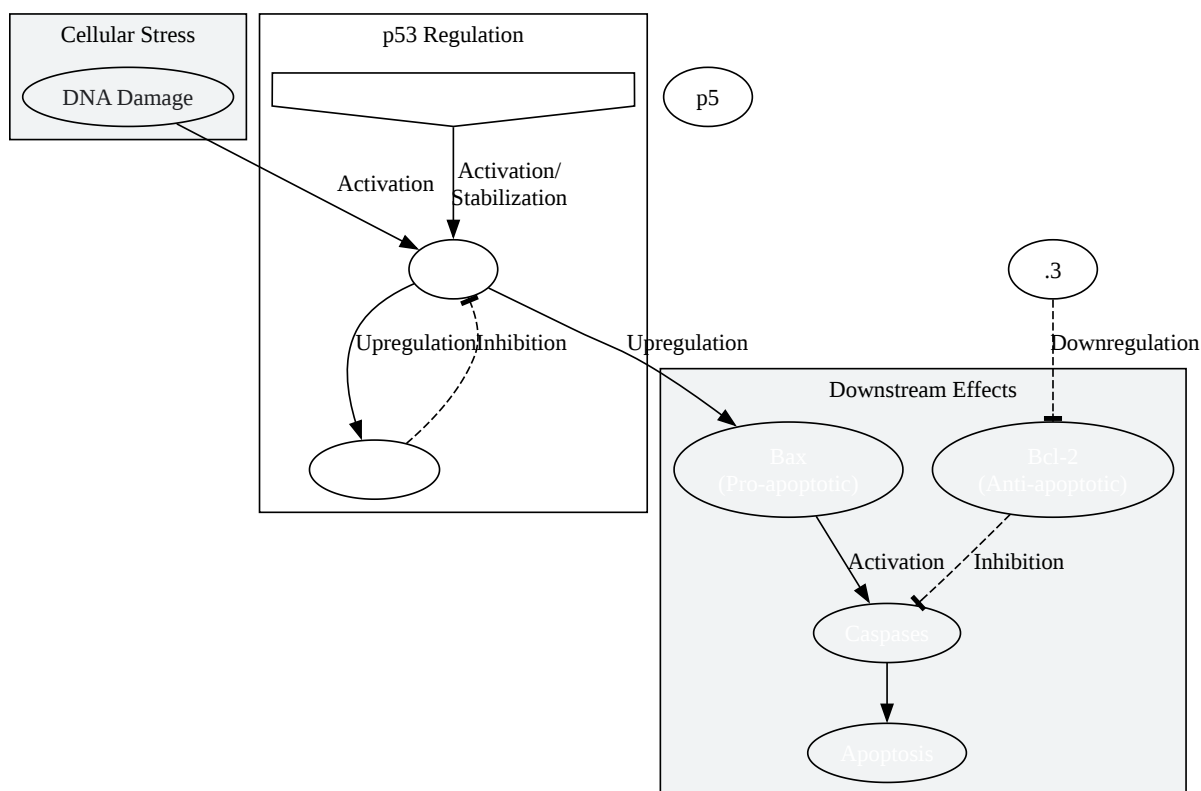 Cellular Stress
p53 Regulation
DNA Damage
p5
Activation
Activation/
Stabilization
.3
Upregulation
Inhibition
Upregulation
Downregulation
Downstream Effects
Bax
(Pro-apoptotic)
Bcl-2
(Anti-apoptotic)
Activation
Inhibition
Caspases
Apoptosis